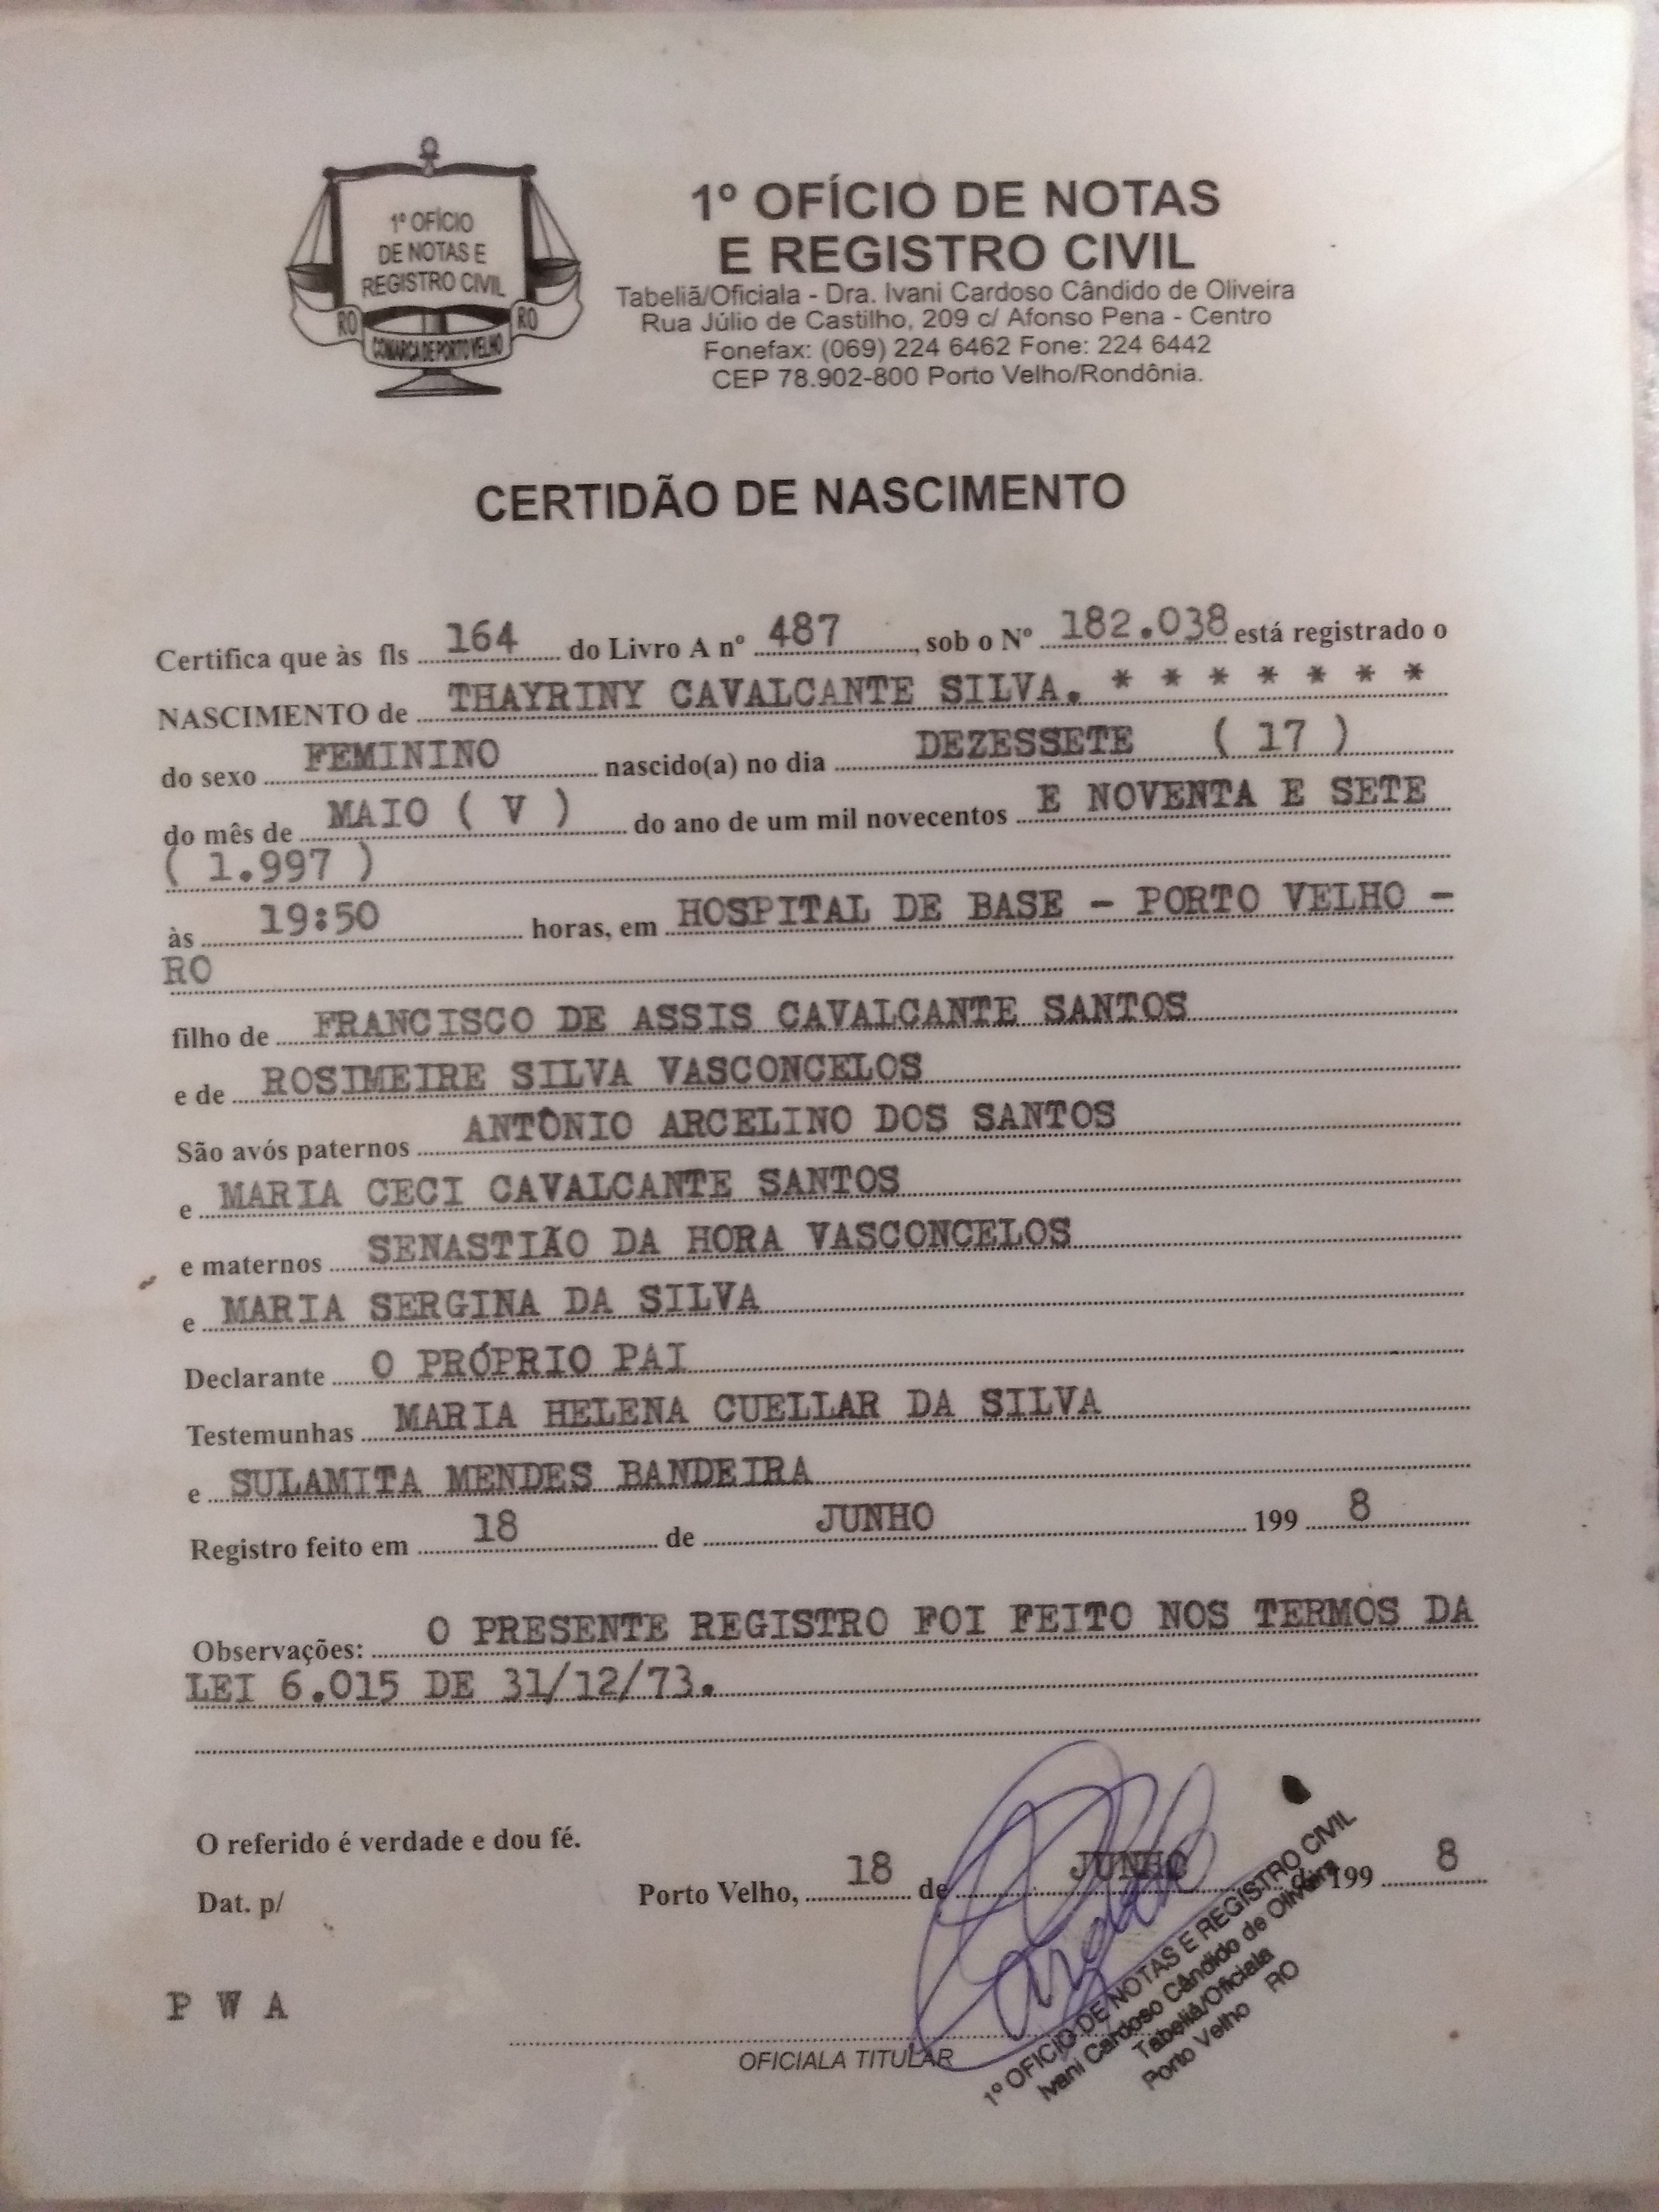 1º OFÍCIO
DE NOTAS E
REGISTRO CIVIL
RO
RO
COMARCA DE PORTO VELHO
1º OFÍCIO DE NOTAS
E REGISTRO CIVIL
Tabeliã/Oficiala - Dra. Ivani Cardoso Cândido de Oliveira
Rua Júlio de Castilho, 209 c/ Afonso Pena - Centro
Fonefax: (069) 224 6462 Fone: 224 6442
CEP 78.902-800 Porto Velho/Rondônia.
CERTIDÃO DE NASCIMENTO
Certifica que às fls 164 do Livro A nº 487, sob o Nº 182.038 está registrado o
NASCIMENTO de THAYRINY CAVALCANTE SILVA. * * * * * * *
do sexo FEMININO nascido(a) no dia DEZESSETE ( 17 )
do mês de MAIO ( V ) do ano de um mil novecentos E NOVENTA E SETE
( 1.997 )
às 19:50 horas, em HOSPITAL DE BASE - PORTO VELHO -
RO
filho de FRANCISCO DE ASSIS CAVALCANTE SANTOS
e de ROSIMEIRE SILVA VASCONCELOS
São avós paternos ANTÔNIO ARCELINO DOS SANTOS
e MARIA CECI CAVALCANTE SANTOS
e maternos SENASTIÃO DA HORA VASCONCELOS
e MARIA SERGINA DA SILVA
Declarante O PRÓPRIO PAI
Testemunhas MARIA HELENA CUELLAR DA SILVA
e SULAMITA MENDES BANDEIRA
Registro feito em 18 de JUNHO 199 8
Observações: O PRESENTE REGISTRO FOI FEITO NOS TERMOS DA
LEI 6.015 DE 31/12/73.
O referido é verdade e dou fé.
Porto Velho, 18 de JUNHO de 199 8
Dat. p/
P W A
OFICIALA TITULAR
1º OFICIO DE NOTAS E REGISTRO CIVIL
Ivani Cardoso Cândido de Oliveira
Tabeliã/Oficiala
Porto Velho RO